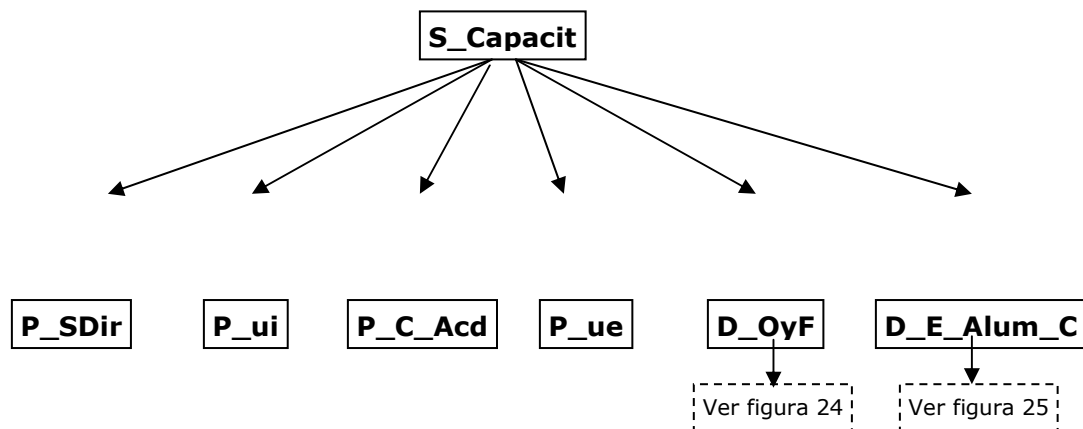 S_Capacit
P_SDir P_ui P_C_Acd P_ue D_OyF D_E_Alum_C
Ver figura 24 Ver figura 25